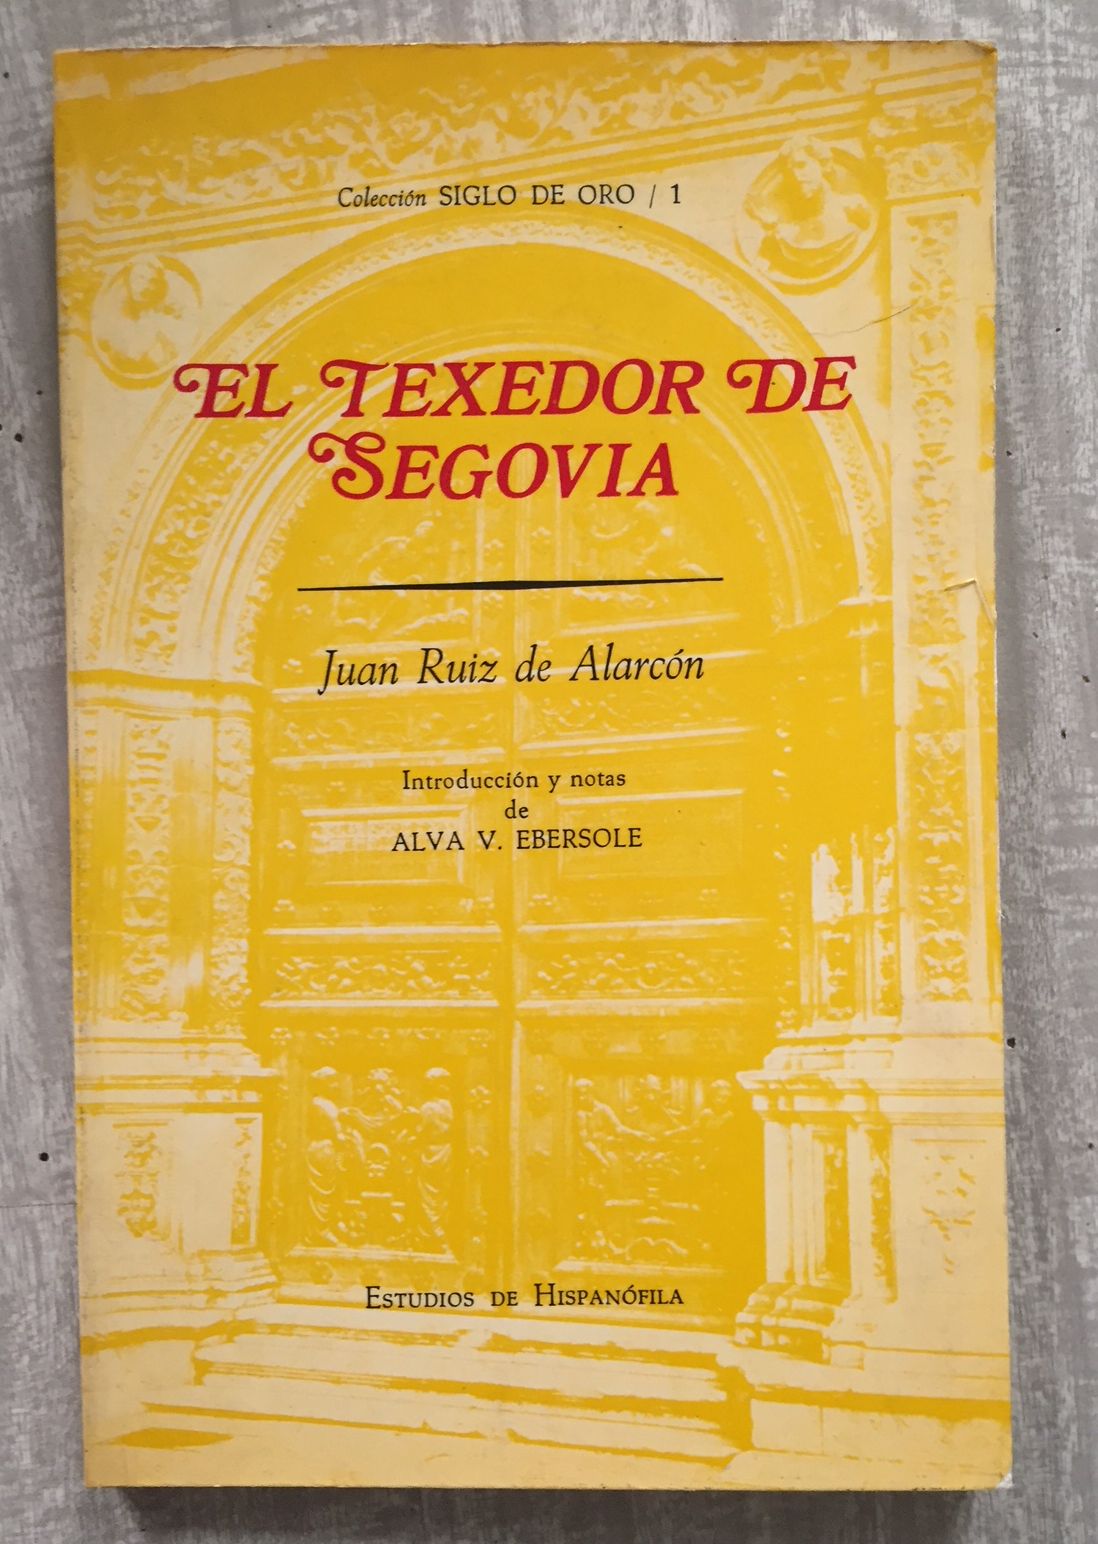 Colección SIGLO DE ORO / 1
EL TEXEDOR DE
SEGOVIA
Juan Ruiz de Alarcón
Introducción y notas
de
ALVA V. EBERSOLE
ESTUDIOS DE HISPANÓFILA